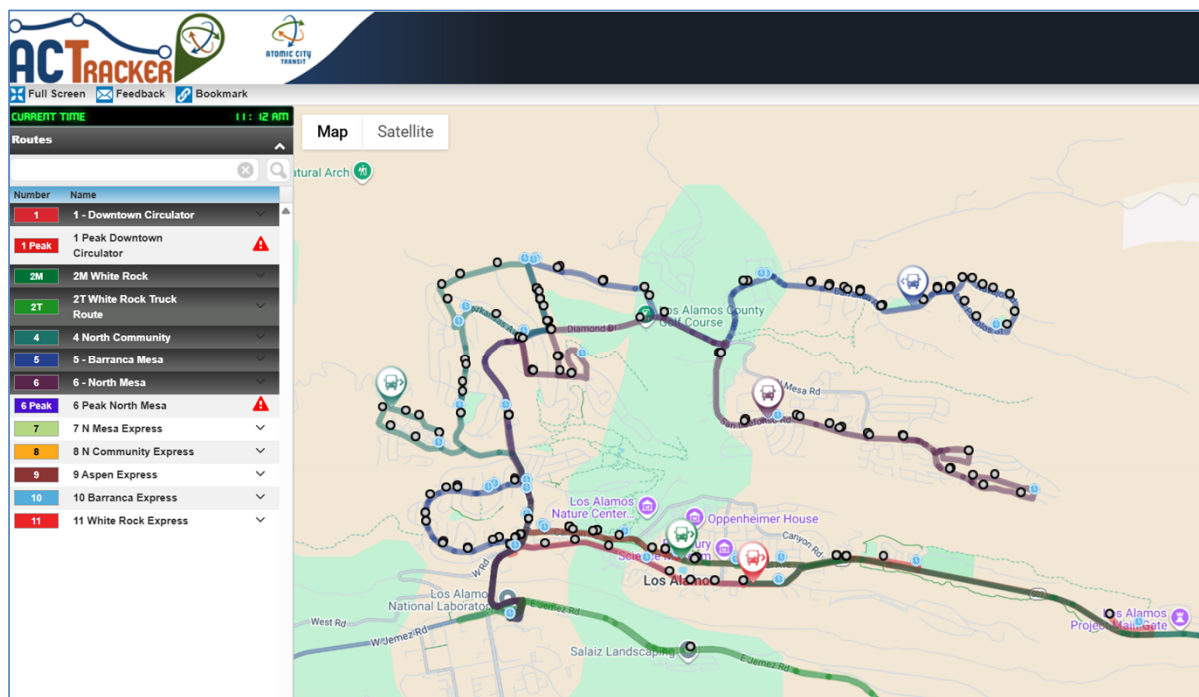 ACTRACKER
ATOMIC CITY
TRANSIT
Full Screen Feedback Bookmark
CURRENT TIME 11:12 AM
Routes
Number Name
1 1 - Downtown Circulator
1 Peak 1 Peak Downtown
Circulator
2M 2M White Rock
2T 2T White Rock Truck
Route
4 4 North Community
5 5 - Barranca Mesa
6 6 - North Mesa
6 Peak 6 Peak North Mesa
7 7 N Mesa Express
8 8 N Community Express
9 9 Aspen Express
10 10 Barranca Express
11 11 White Rock Express
Map Satellite
atural Arch
Los Alamos County
Golf Course
Diamond D
Mesa Rd
Los Alamos
Nature Center
Oppenheimer House
Canyon Rd
Los Alamo
W Rd
Los Alamo
National Laborator
West Rd
W Jemez Rd
E Jemez Rd
Salaiz Landscaping
E Jemez Rd
Los Alamos
Project Main Gate